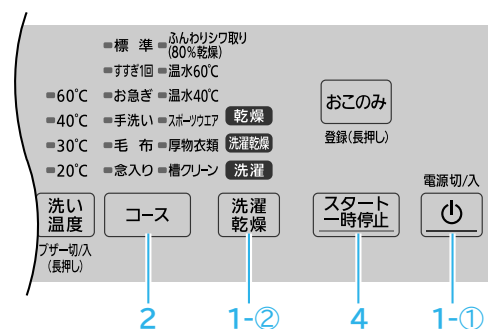 標 準 ふんわりシワ取り
(80%乾燥)
すすぎ1回 温水60℃
60℃ お急ぎ 温水40℃
40℃ 手洗い スポーツウエア 乾燥
30℃ 毛 布 厚物衣類 洗濯乾燥
20℃ 念入り 槽クリーン 洗濯
おこのみ
登録(長押し)
電源切/入
洗い
温度
コース
洗濯
乾燥
スタート
一時停止
ブザー切/入
(長押し)
2
1-②
4
1-①